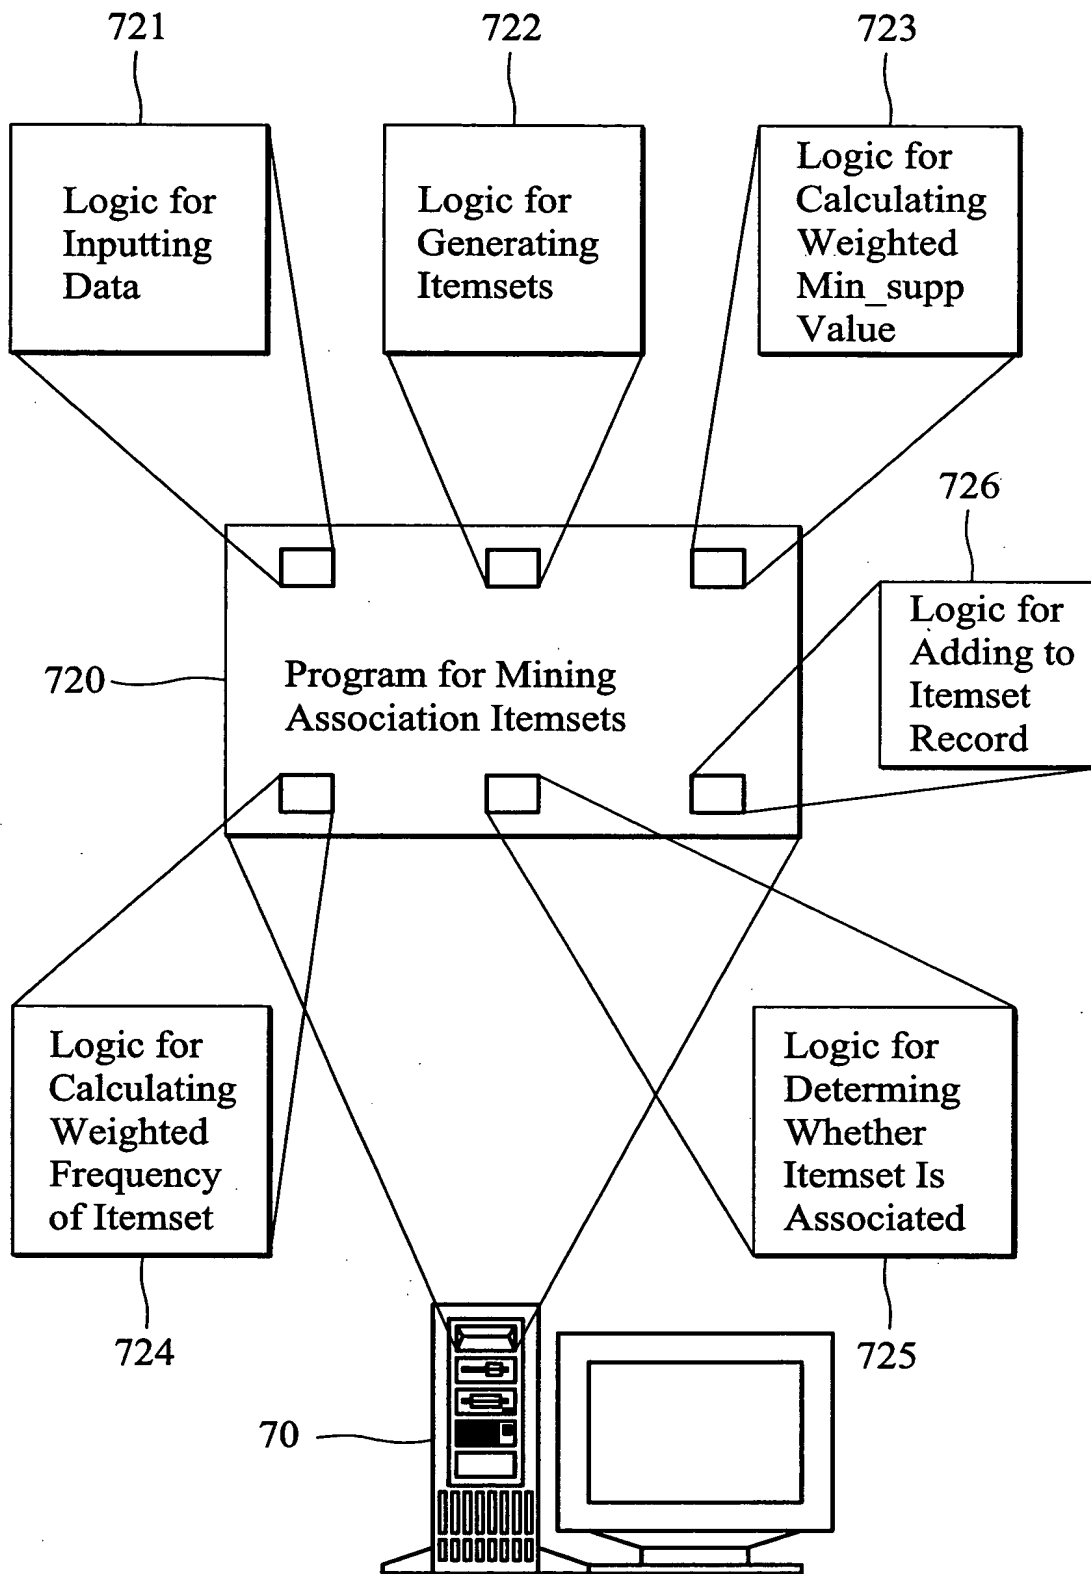 721
722
723
Logic for
Inputting
Data
Logic for
Generating
Itemsets
Logic for
Calculating
Weighted
Min_supp
Value
726
Logic for
Adding to
Itemset
Record
720
Program for Mining
Association Itemsets
Logic for
Calculating
Weighted
Frequency
of Itemset
Logic for
Determing
Whether
Itemset Is
Associated
724
725
70